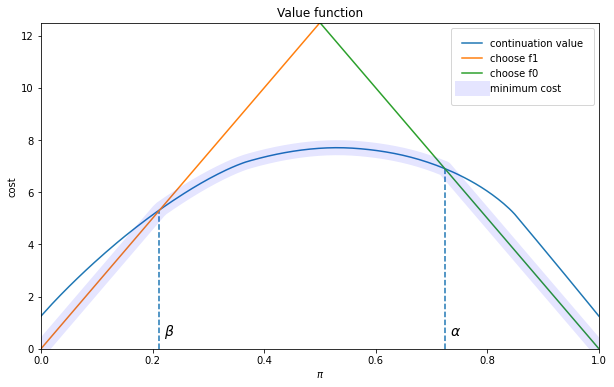 Value function
continuation value
choose f1
choose f0
minimum cost
12
10
8
6
4
2
0
cost
β
α
0.0 0.2 0.4 0.6 0.8 1.0
π